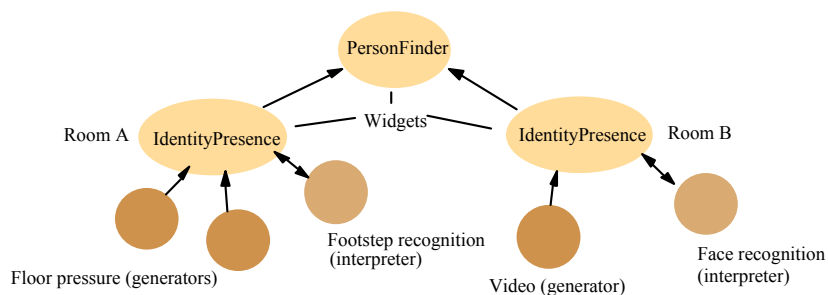 PersonFinder
Widgets
Room A
IdentityPresence
IdentityPresence
Room B
Footstep recognition
(interpreter)
Floor pressure (generators)
Video (generator)
Face recognition
(interpreter)